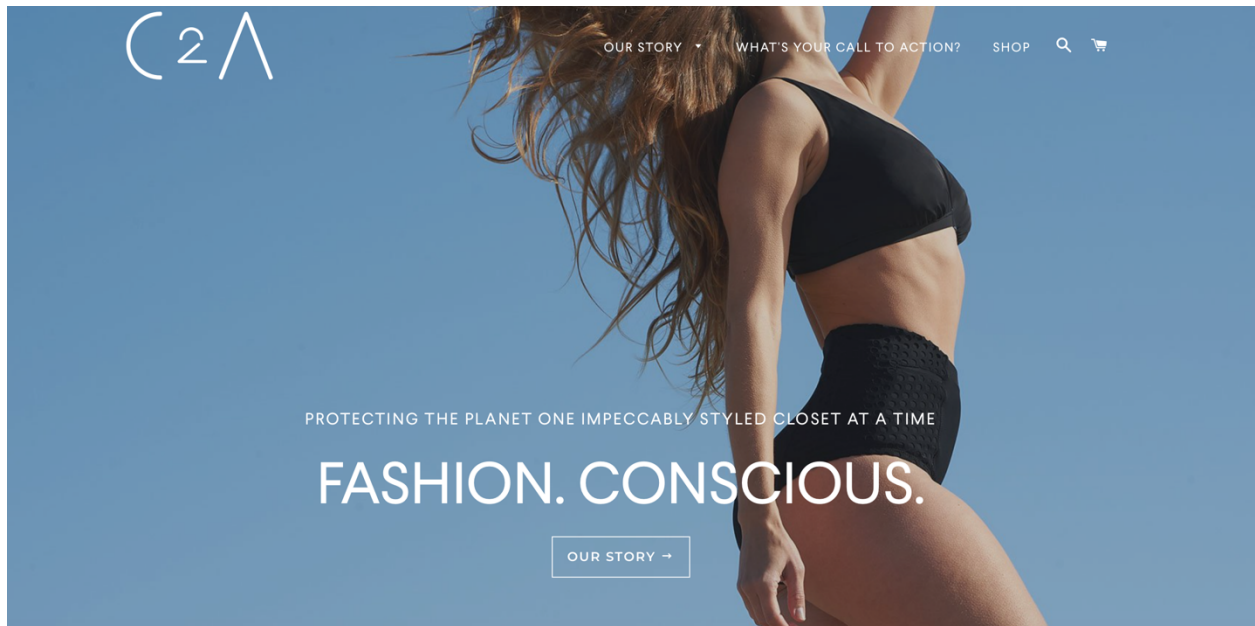 C2A
OUR STORY
WHAT'S YOUR CALL TO ACTION?
SHOP
PROTECTING THE PLANET ONE IMPECCABLY STYLED CLOSET AT A TIME
FASHION. CONSCIOUS.
OUR STORY →